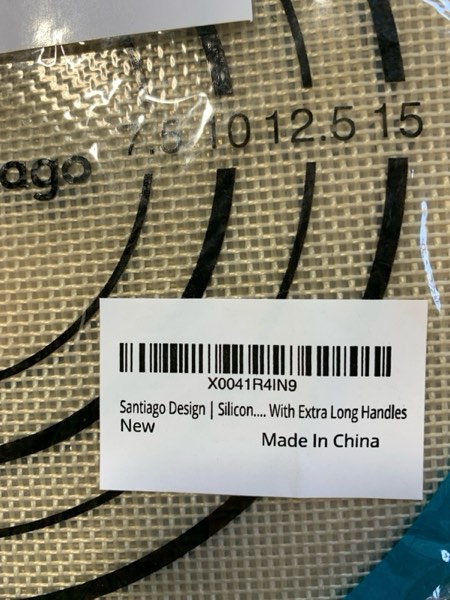 7.5 10 12.5 15
ago
X0041R4IN9
Santiago Design | Silicon.... With Extra Long Handles
New
Made In China